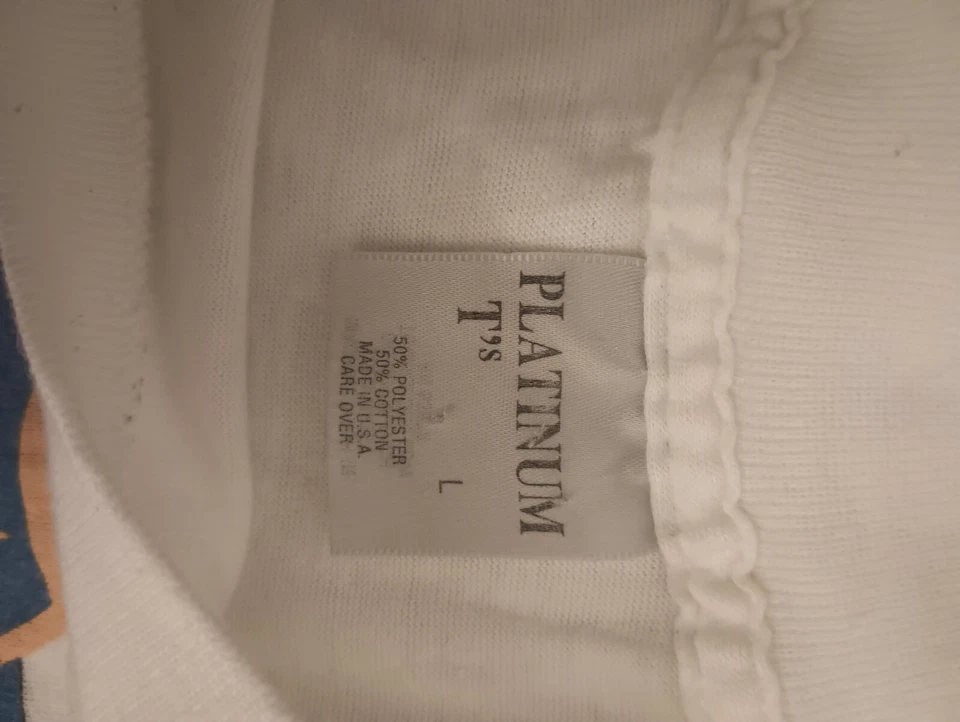 PLATINUM
T's
L
50% POLYESTER
50% COTTON
MADE IN U.S.A.
CARE OVER